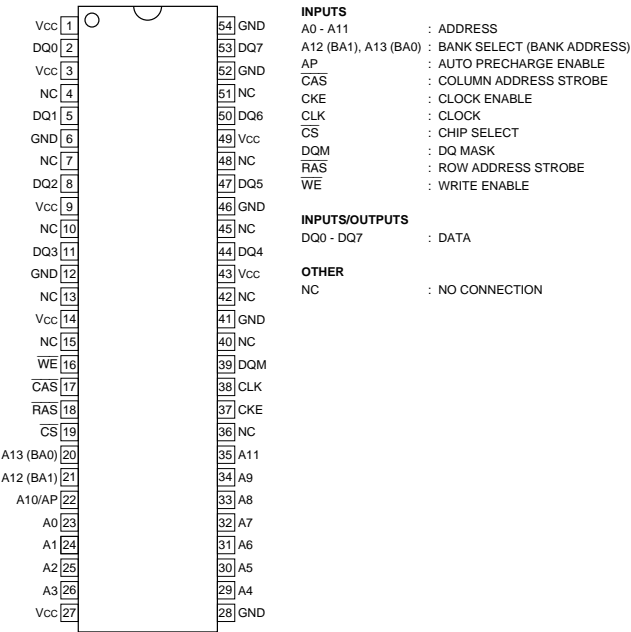 Vcc 1
DQ0 2
Vcc 3
NC 4
DQ1 5
GND 6
NC 7
DQ2 8
Vcc 9
NC 10
DQ3 11
GND 12
NC 13
Vcc 14
NC 15
WE 16
CAS 17
RAS 18
CS 19
A13 (BA0) 20
A12 (BA1) 21
A10/AP 22
A0 23
A1 24
A2 25
A3 26
Vcc 27
54 GND
53 DQ7
52 GND
51 NC
50 DQ6
49 Vcc
48 NC
47 DQ5
46 GND
45 NC
44 DQ4
43 Vcc
42 NC
41 GND
40 NC
39 DQM
38 CLK
37 CKE
36 NC
35 A11
34 A9
33 A8
32 A7
31 A6
30 A5
29 A4
28 GND
INPUTS
A0 - A11 : ADDRESS
A12 (BA1), A13 (BA0) : BANK SELECT (BANK ADDRESS)
AP : AUTO PRECHARGE ENABLE
CAS : COLUMN ADDRESS STROBE
CKE : CLOCK ENABLE
CLK : CLOCK
CS : CHIP SELECT
DQM : DQ MASK
RAS : ROW ADDRESS STROBE
WE : WRITE ENABLE
INPUTS/OUTPUTS
DQ0 - DQ7 : DATA
OTHER
NC : NO CONNECTION